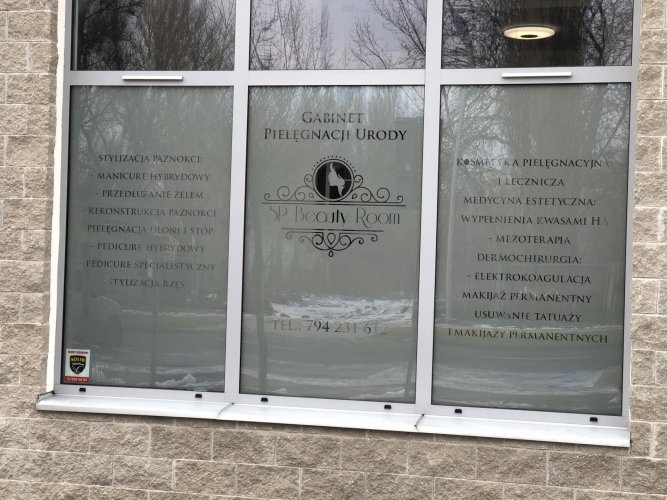 STYLIZACJA PAZNOKCI:
- MANICURE HYBRYDOWY
- PRZEDŁUŻANIE ŻELEM
- REKONSTRUKCJA PAZNOKCI
PIELĘGNACJA DŁONI I STÓP:
- PEDICURE HYBRYDOWY
PEDICURE SPECJALISTYCZNY
STYLIZACJA RZĘS
SOLID
GABINET
PIELĘGNACJI URODY
SP Beauty Room
TEL.: 794 231 612
KOSMETYKA PIELĘGNACYJNA
I LECZNICZA
MEDYCYNA ESTETYCZNA:
WYPEŁNIENIA KWASAMI HA
- MEZOTERAPIA
DERMOCHIRURGIA:
- ELEKTROKOAGULACJA
MAKIJAŻ PERMANENTNY
USUWANIE TATUAŻY
I MAKIJAŻY PERMANENTNYCH